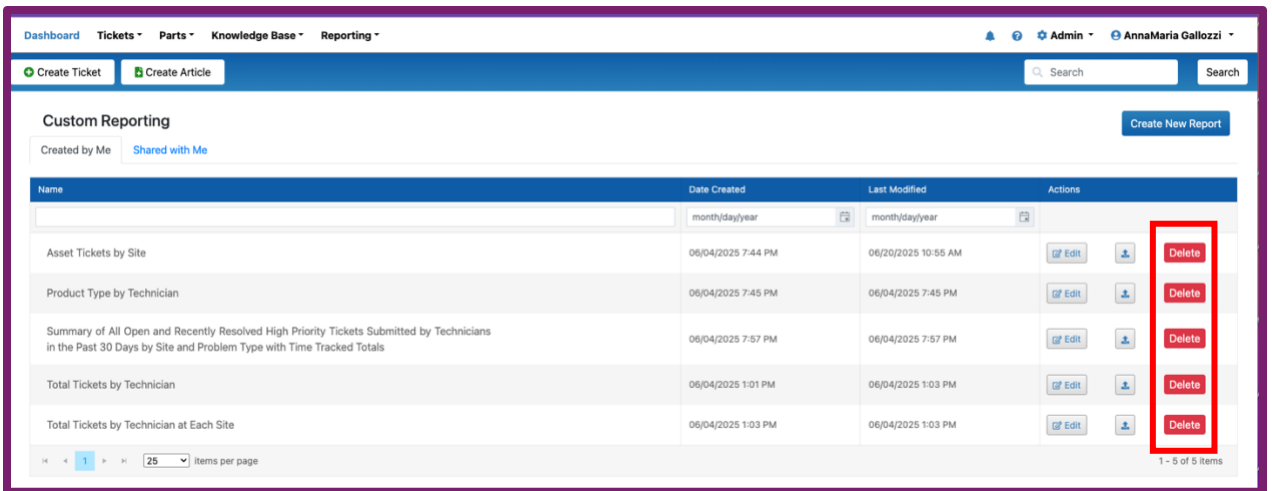 Dashboard Tickets Parts Knowledge Base Reporting Admin AnnaMaria Gallozzi
Create Ticket Create Article Search Search
Custom Reporting Create New Report
Created by Me Shared with Me
Name Date Created Last Modified Actions
month/day/year month/day/year
Asset Tickets by Site 06/04/2025 7:44 PM 06/20/2025 10:55 AM Edit Delete
Product Type by Technician 06/04/2025 7:45 PM 06/04/2025 7:45 PM Edit Delete
Summary of All Open and Recently Resolved High Priority Tickets Submitted by Technicians
in the Past 30 Days by Site and Problem Type with Time Tracked Totals 06/04/2025 7:57 PM 06/04/2025 7:57 PM Edit Delete
Total Tickets by Technician 06/04/2025 1:01 PM 06/04/2025 1:03 PM Edit Delete
Total Tickets by Technician at Each Site 06/04/2025 1:03 PM 06/04/2025 1:03 PM Edit Delete
1 25 items per page 1 - 5 of 5 items